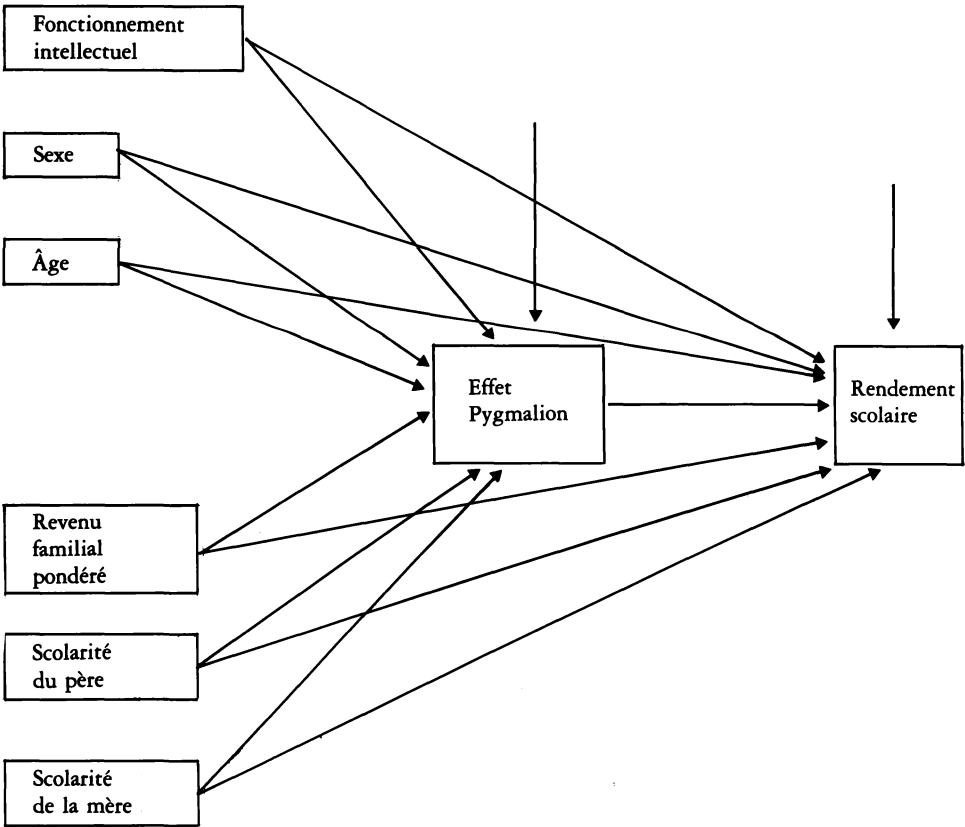 Fonctionnement
intellectuel
Sexe
Âge
Effet
Pygmalion
Rendement
scolaire
Revenu
familial
pondéré
Scolarité
du père
Scolarité
de la mère